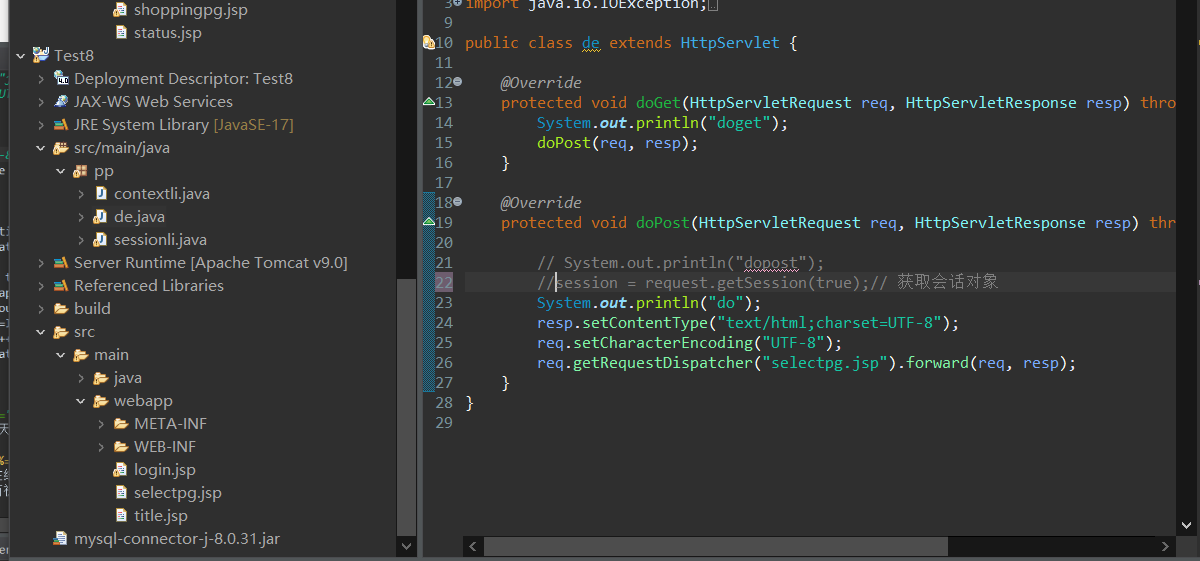 shoppingpg.jsp
status.jsp
Test8
Deployment Descriptor: Test8
JAX-WS Web Services
JRE System Library [JavaSE-17]
src/main/java
pp
contextli.java
de.java
sessionli.java
Server Runtime [Apache Tomcat v9.0]
Referenced Libraries
build
src
main
java
webapp
META-INF
WEB-INF
login.jsp
selectpg.jsp
title.jsp
mysql-connector-j-8.0.31.jar
3 import java.io.IOException;
9
10 public class de extends HttpServlet {
11
12 @Override
13 protected void doGet(HttpServletRequest req, HttpServletResponse resp) thro
14 System.out.println("doget");
15 doPost(req, resp);
16 }
17
18 @Override
19 protected void doPost(HttpServletRequest req, HttpServletResponse resp) thr
20
21 // System.out.println("dopost");
22 //session = request.getSession(true);// 获取会话对象
23 System.out.println("do");
24 resp.setContentType("text/html;charset=UTF-8");
25 req.setCharacterEncoding("UTF-8");
26 req.getRequestDispatcher("selectpg.jsp").forward(req, resp);
27 }
28 }
29